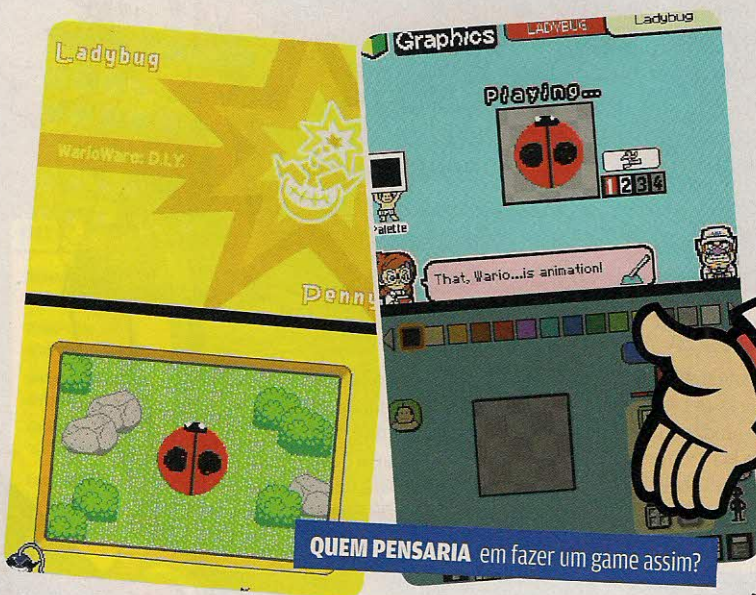 Ladybug
WarioWare: D.I.Y.
Penny
Graphics
LADYBUG
Ladybug
Playing...
1 2 3 4
Palette
That, Wario...is animation!
QUEM PENSARIA em fazer um game assim?